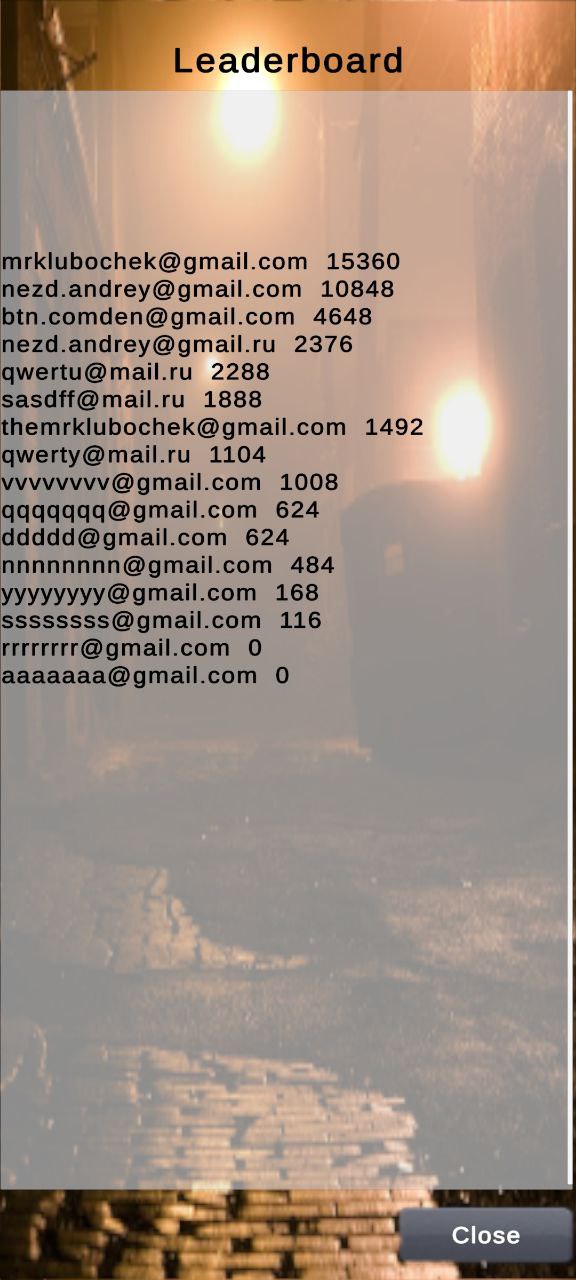 Leaderboard
mrklubochek@gmail.com 15360
nezd.andrey@gmail.com 10848
btn.comden@gmail.com 4648
nezd.andrey@gmail.ru 2376
qwertu@mail.ru 2288
sasdff@mail.ru 1888
themrklubochek@gmail.com 1492
qwerty@mail.ru 1104
vvvvvvvv@gmail.com 1008
qqqqqqq@gmail.com 624
ddddd@gmail.com 624
nnnnnnnn@gmail.com 484
yyyyyyyy@gmail.com 168
ssssssss@gmail.com 116
rrrrrrrr@gmail.com 0
aaaaaaa@gmail.com 0
Close